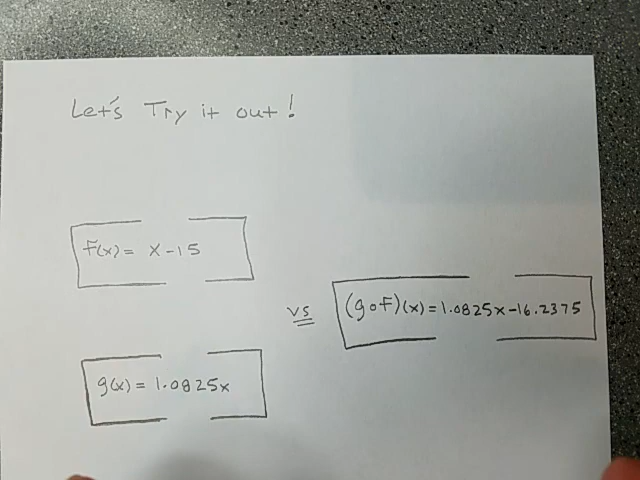 Let's Try it out!
F(x) = x - 15
vs
(g∘F)(x) = 1.0825x - 16.2375
g(x) = 1.0825x